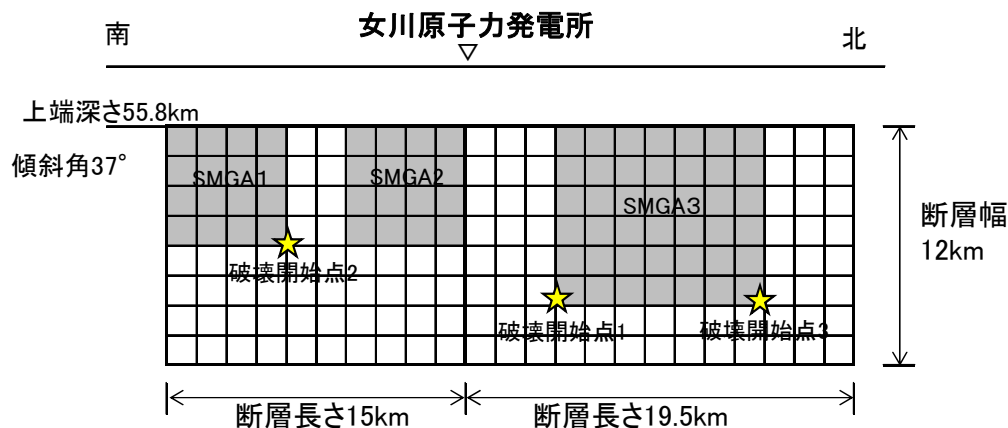 女川原子力発電所
南
北
上端深さ55.8km
傾斜角37°
SMGA1
SMGA2
SMGA3
断層幅
12km
破壊開始点2
破壊開始点1
破壊開始点3
断層長さ15km
断層長さ19.5km